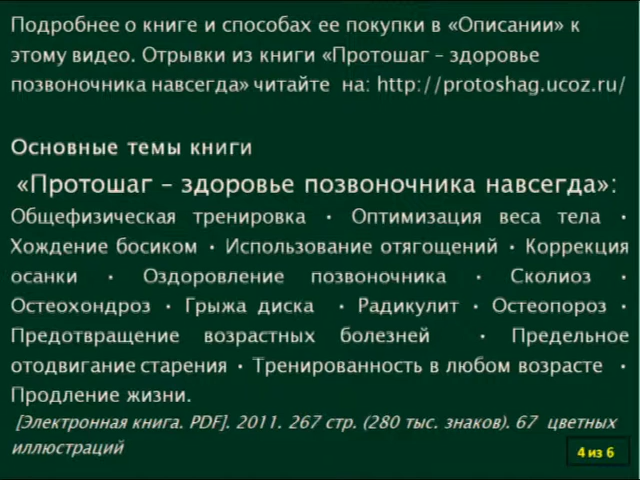 Подробнее о книге и способах ее покупки в «Описании» к
этому видео. Отрывки из книги «Протошаг – здоровье
позвоночника навсегда» читайте на: http://protoshag.ucoz.ru/
Основные темы книги
«Протошаг – здоровье позвоночника навсегда»:
Общефизическая тренировка • Оптимизация веса тела •
Хождение босиком • Использование отягощений • Коррекция
осанки • Оздоровление позвоночника • Сколиоз •
Остеохондроз • Грыжа диска • Радикулит • Остеопороз •
Предотвращение возрастных болезней • Предельное
отодвигание старения • Тренированность в любом возрасте •
Продление жизни.
[Электронная книга. PDF]. 2011. 267 стр. (280 тыс. знаков). 67 цветных
иллюстраций
4 из 6